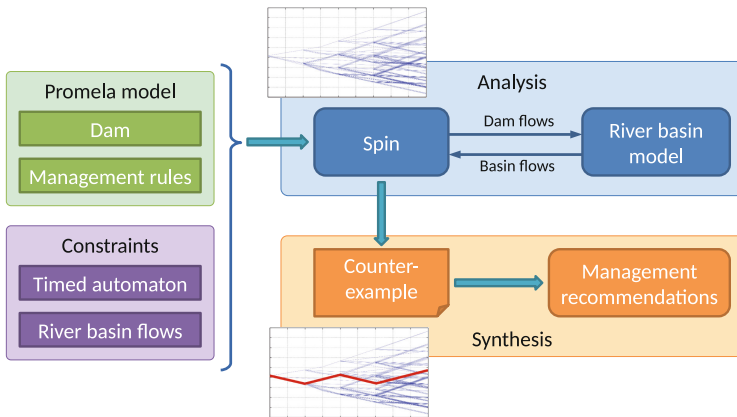 Promela model
Dam
Management rules
Constraints
Timed automaton
River basin flows
Analysis
Spin
Dam flows
Basin flows
River basin
model
Counter-
example
Management
recommendations
Synthesis